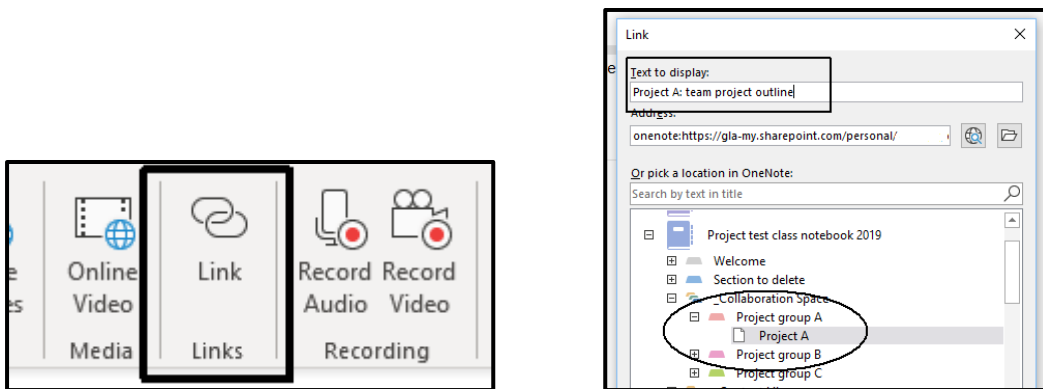 Online
Video
Media
Link
Links
Record Record
Audio Video
Recording
Link
Text to display:
Project A: team project outline
Address:
onenote:https://gla-my.sharepoint.com/personal/
Or pick a location in OneNote:
Search by text in title
Project test class notebook 2019
Welcome
Section to delete
_Collaboration Space
Project group A
Project A
Project group B
Project group C